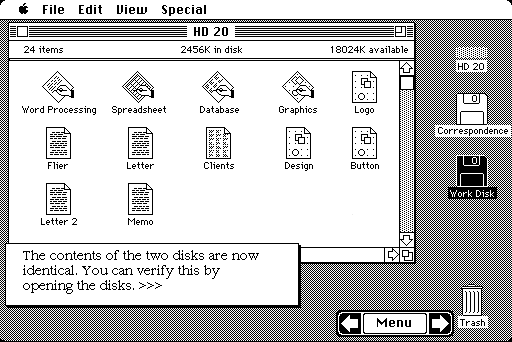 File Edit View Special
HD 20
24 items 2456K in disk 18024K available
Word Processing Spreadsheet Database Graphics Logo
Flier Letter Clients Design Button
Letter 2 Memo
HD 20
Correspondence
Work Disk
The contents of the two disks are now
identical. You can verify this by
opening the disks. >>>
Menu
Trash